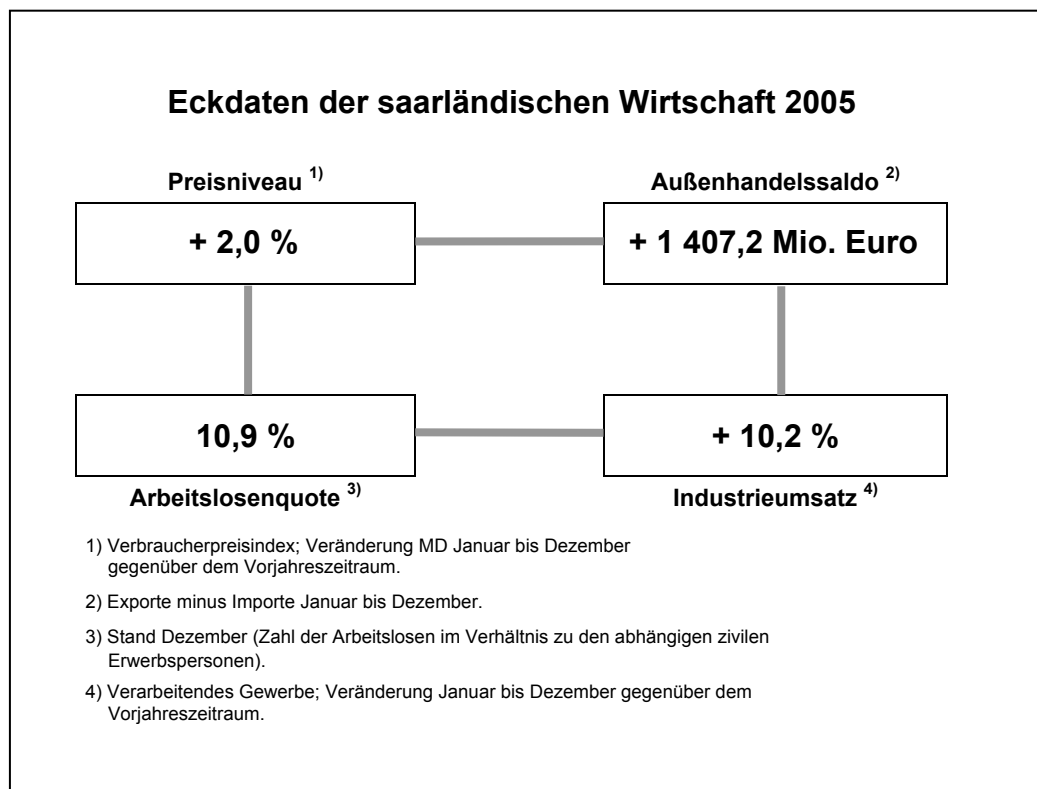 Eckdaten der saarländischen Wirtschaft 2005
Preisniveau 1)
Außenhandelssaldo 2)
+ 2,0 %
+ 1 407,2 Mio. Euro
10,9 %
+ 10,2 %
Arbeitslosenquote 3)
Industrieumsatz 4)
1) Verbraucherpreisindex; Veränderung MD Januar bis Dezember
gegenüber dem Vorjahreszeitraum.
2) Exporte minus Importe Januar bis Dezember.
3) Stand Dezember (Zahl der Arbeitslosen im Verhältnis zu den abhängigen zivilen
Erwerbspersonen).
4) Verarbeitendes Gewerbe; Veränderung Januar bis Dezember gegenüber dem
Vorjahreszeitraum.